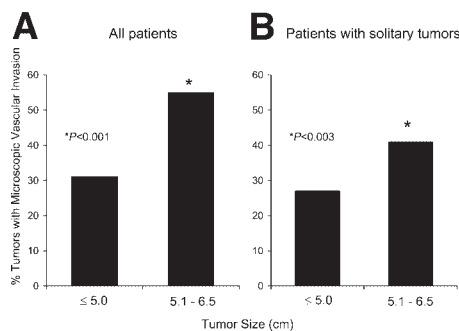 A All patients
B Patients with solitary tumors
% Tumors with Microscopic Vascular Invasion
60
50
40
30
20
10
0
*
*P<0.001
≤ 5.0
5.1 - 6.5
60
50
40
30
20
10
0
*
*P<0.003
≤ 5.0
5.1 - 6.5
Tumor Size (cm)